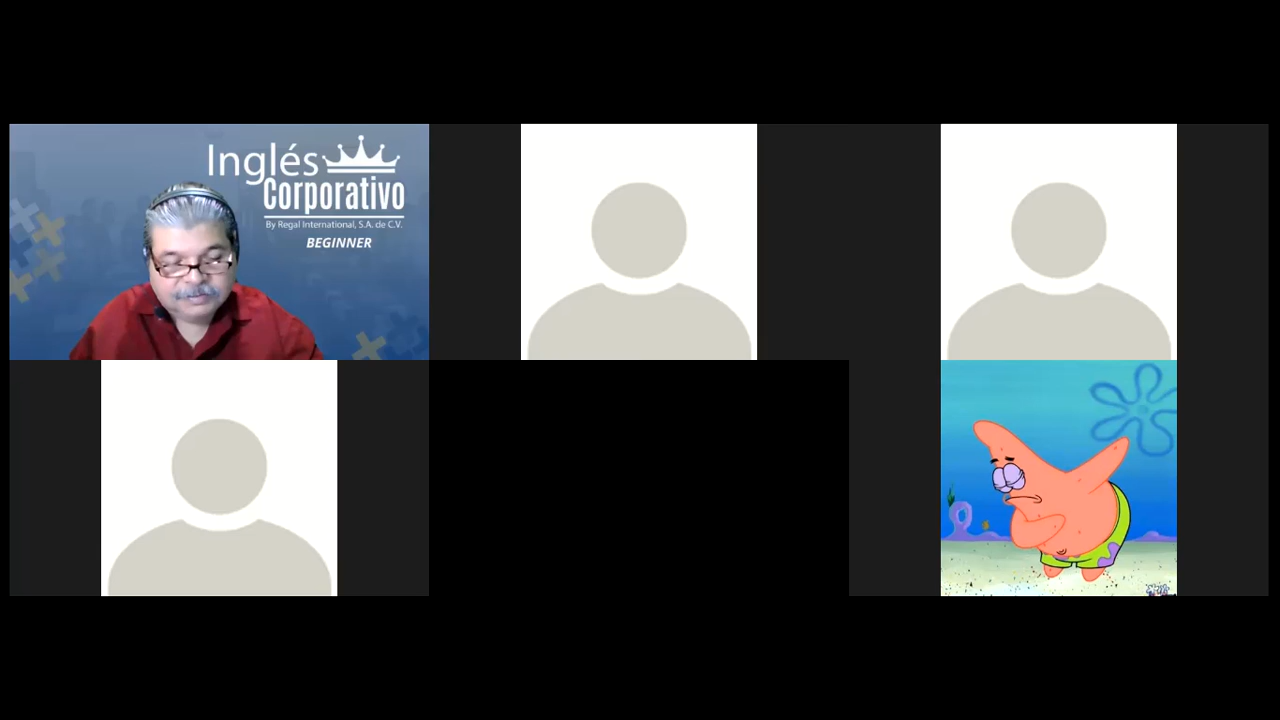 Inglés
Corporativo
By Regal International, S.A. de C.V.
BEGINNER